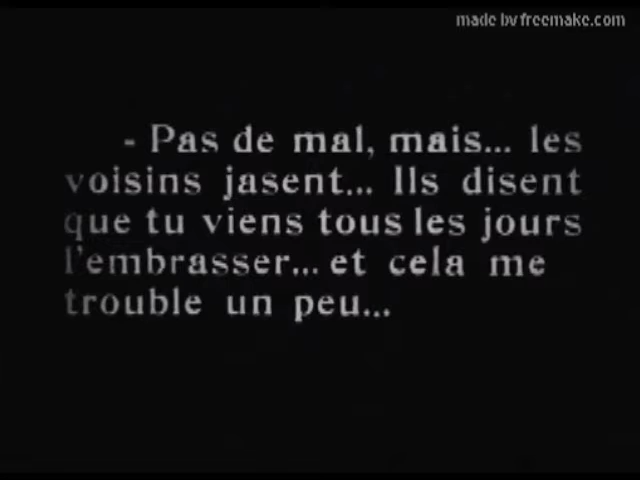 made by freemake.com
- Pas de mal, mais... les
voisins jasent... Ils disent
que tu viens tous les jours
l'embrasser... et cela me
trouble un peu...